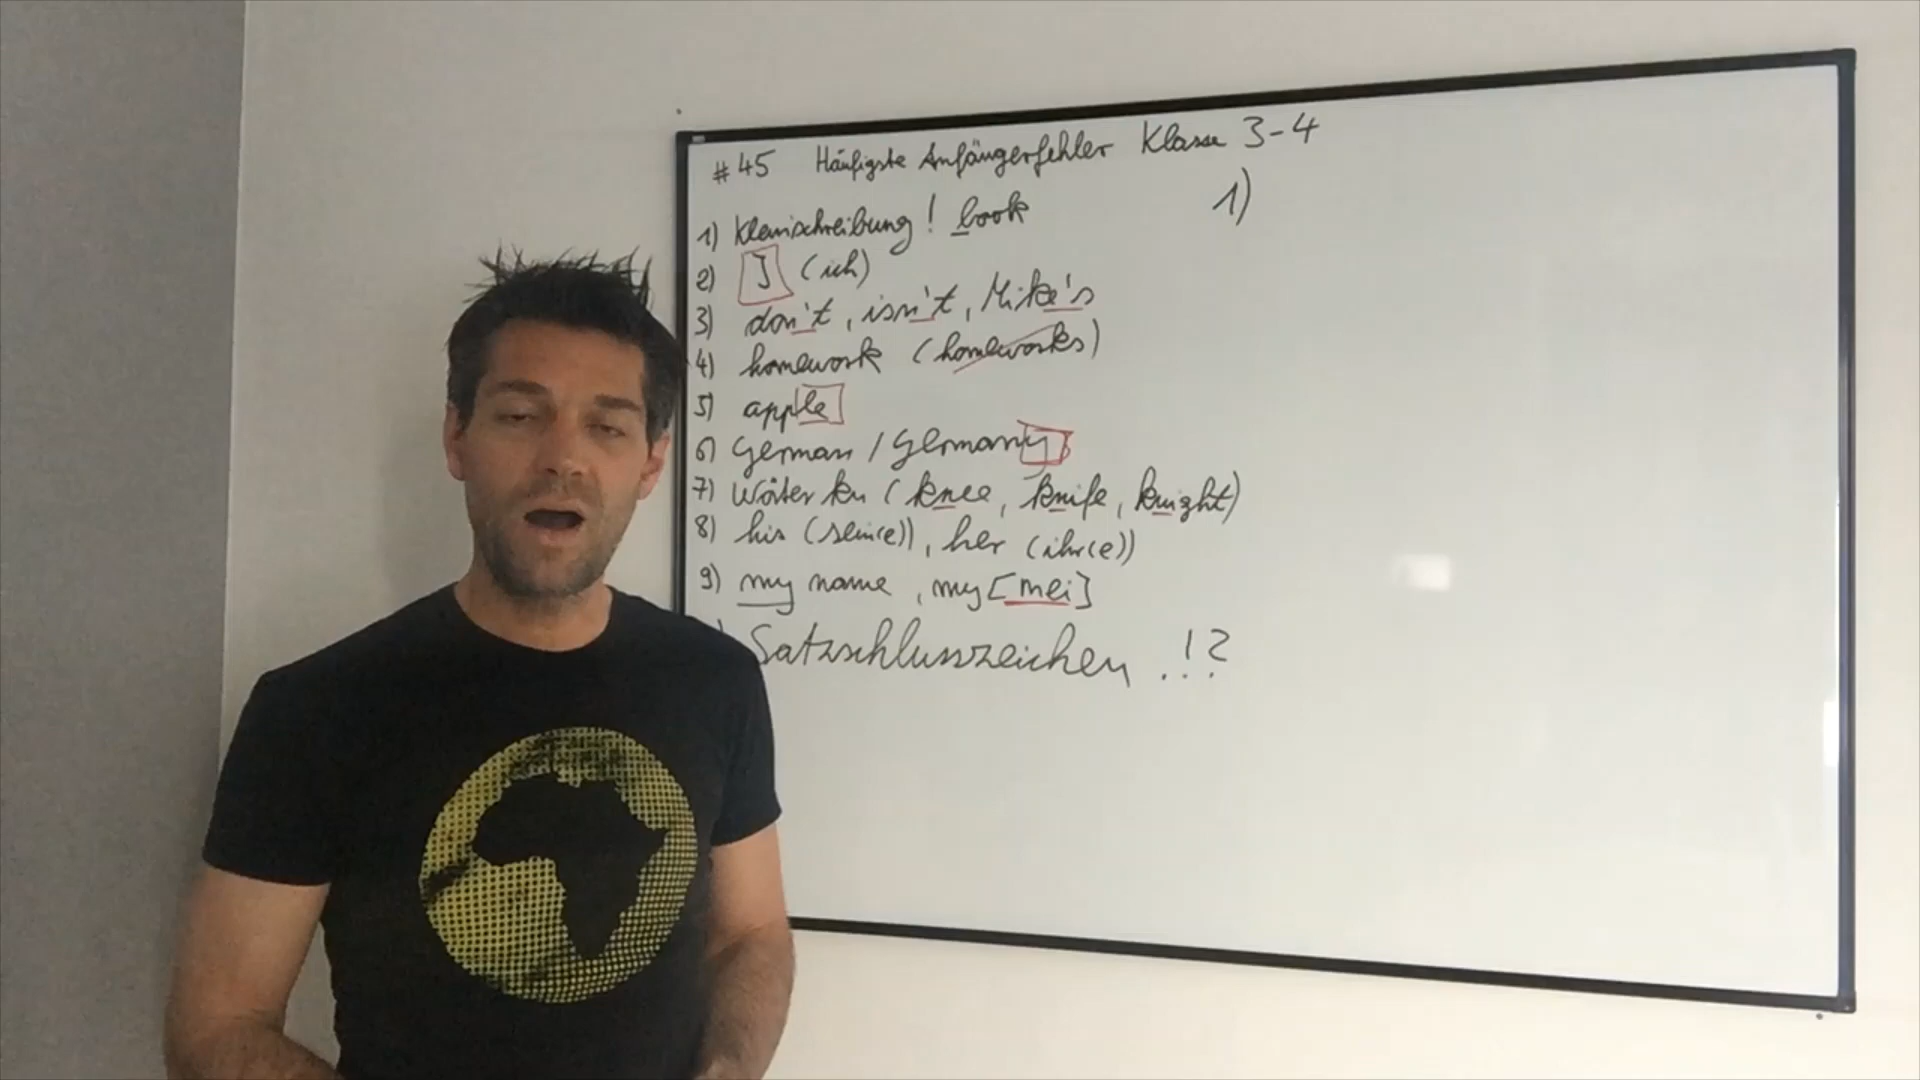 #45 Häufigste Anfängerfehler Klasse 3-4
1) Kleinschreibung! book
1)
2) I (ich)
3) don't, isn't, Mike's
4) homework (homeworks)
5) apple
6) German / Germany
7) Wörter kn (knee, knife, knight)
8) his (sein(e)), her (ihr(e))
9) my name, my [mei]
) Satzschlusszeichen . ! ?